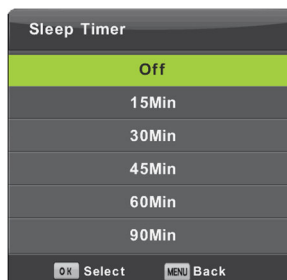 Sleep Timer
Off
15Min
30Min
45Min
60Min
90Min
OK Select MENU Back